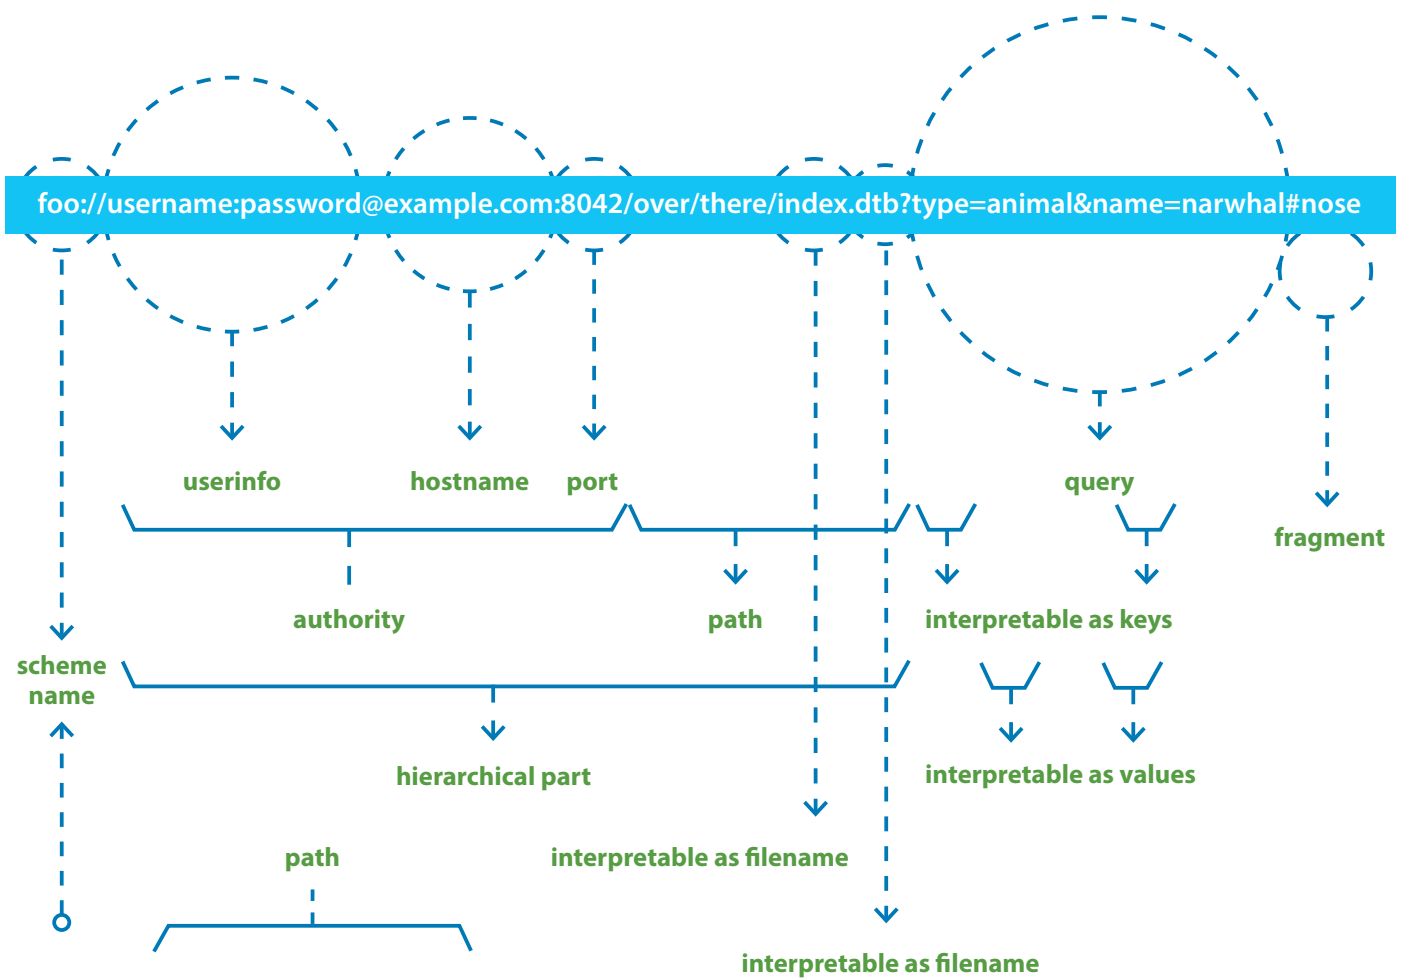 foo://username:password@example.com:8042/over/there/index.dtb?type=animal&name=narwhal#nose
userinfo
hostname
port
query
fragment
authority
path
interpretable as keys
scheme
name
hierarchical part
interpretable as values
path
interpretable as filename
interpretable as filename